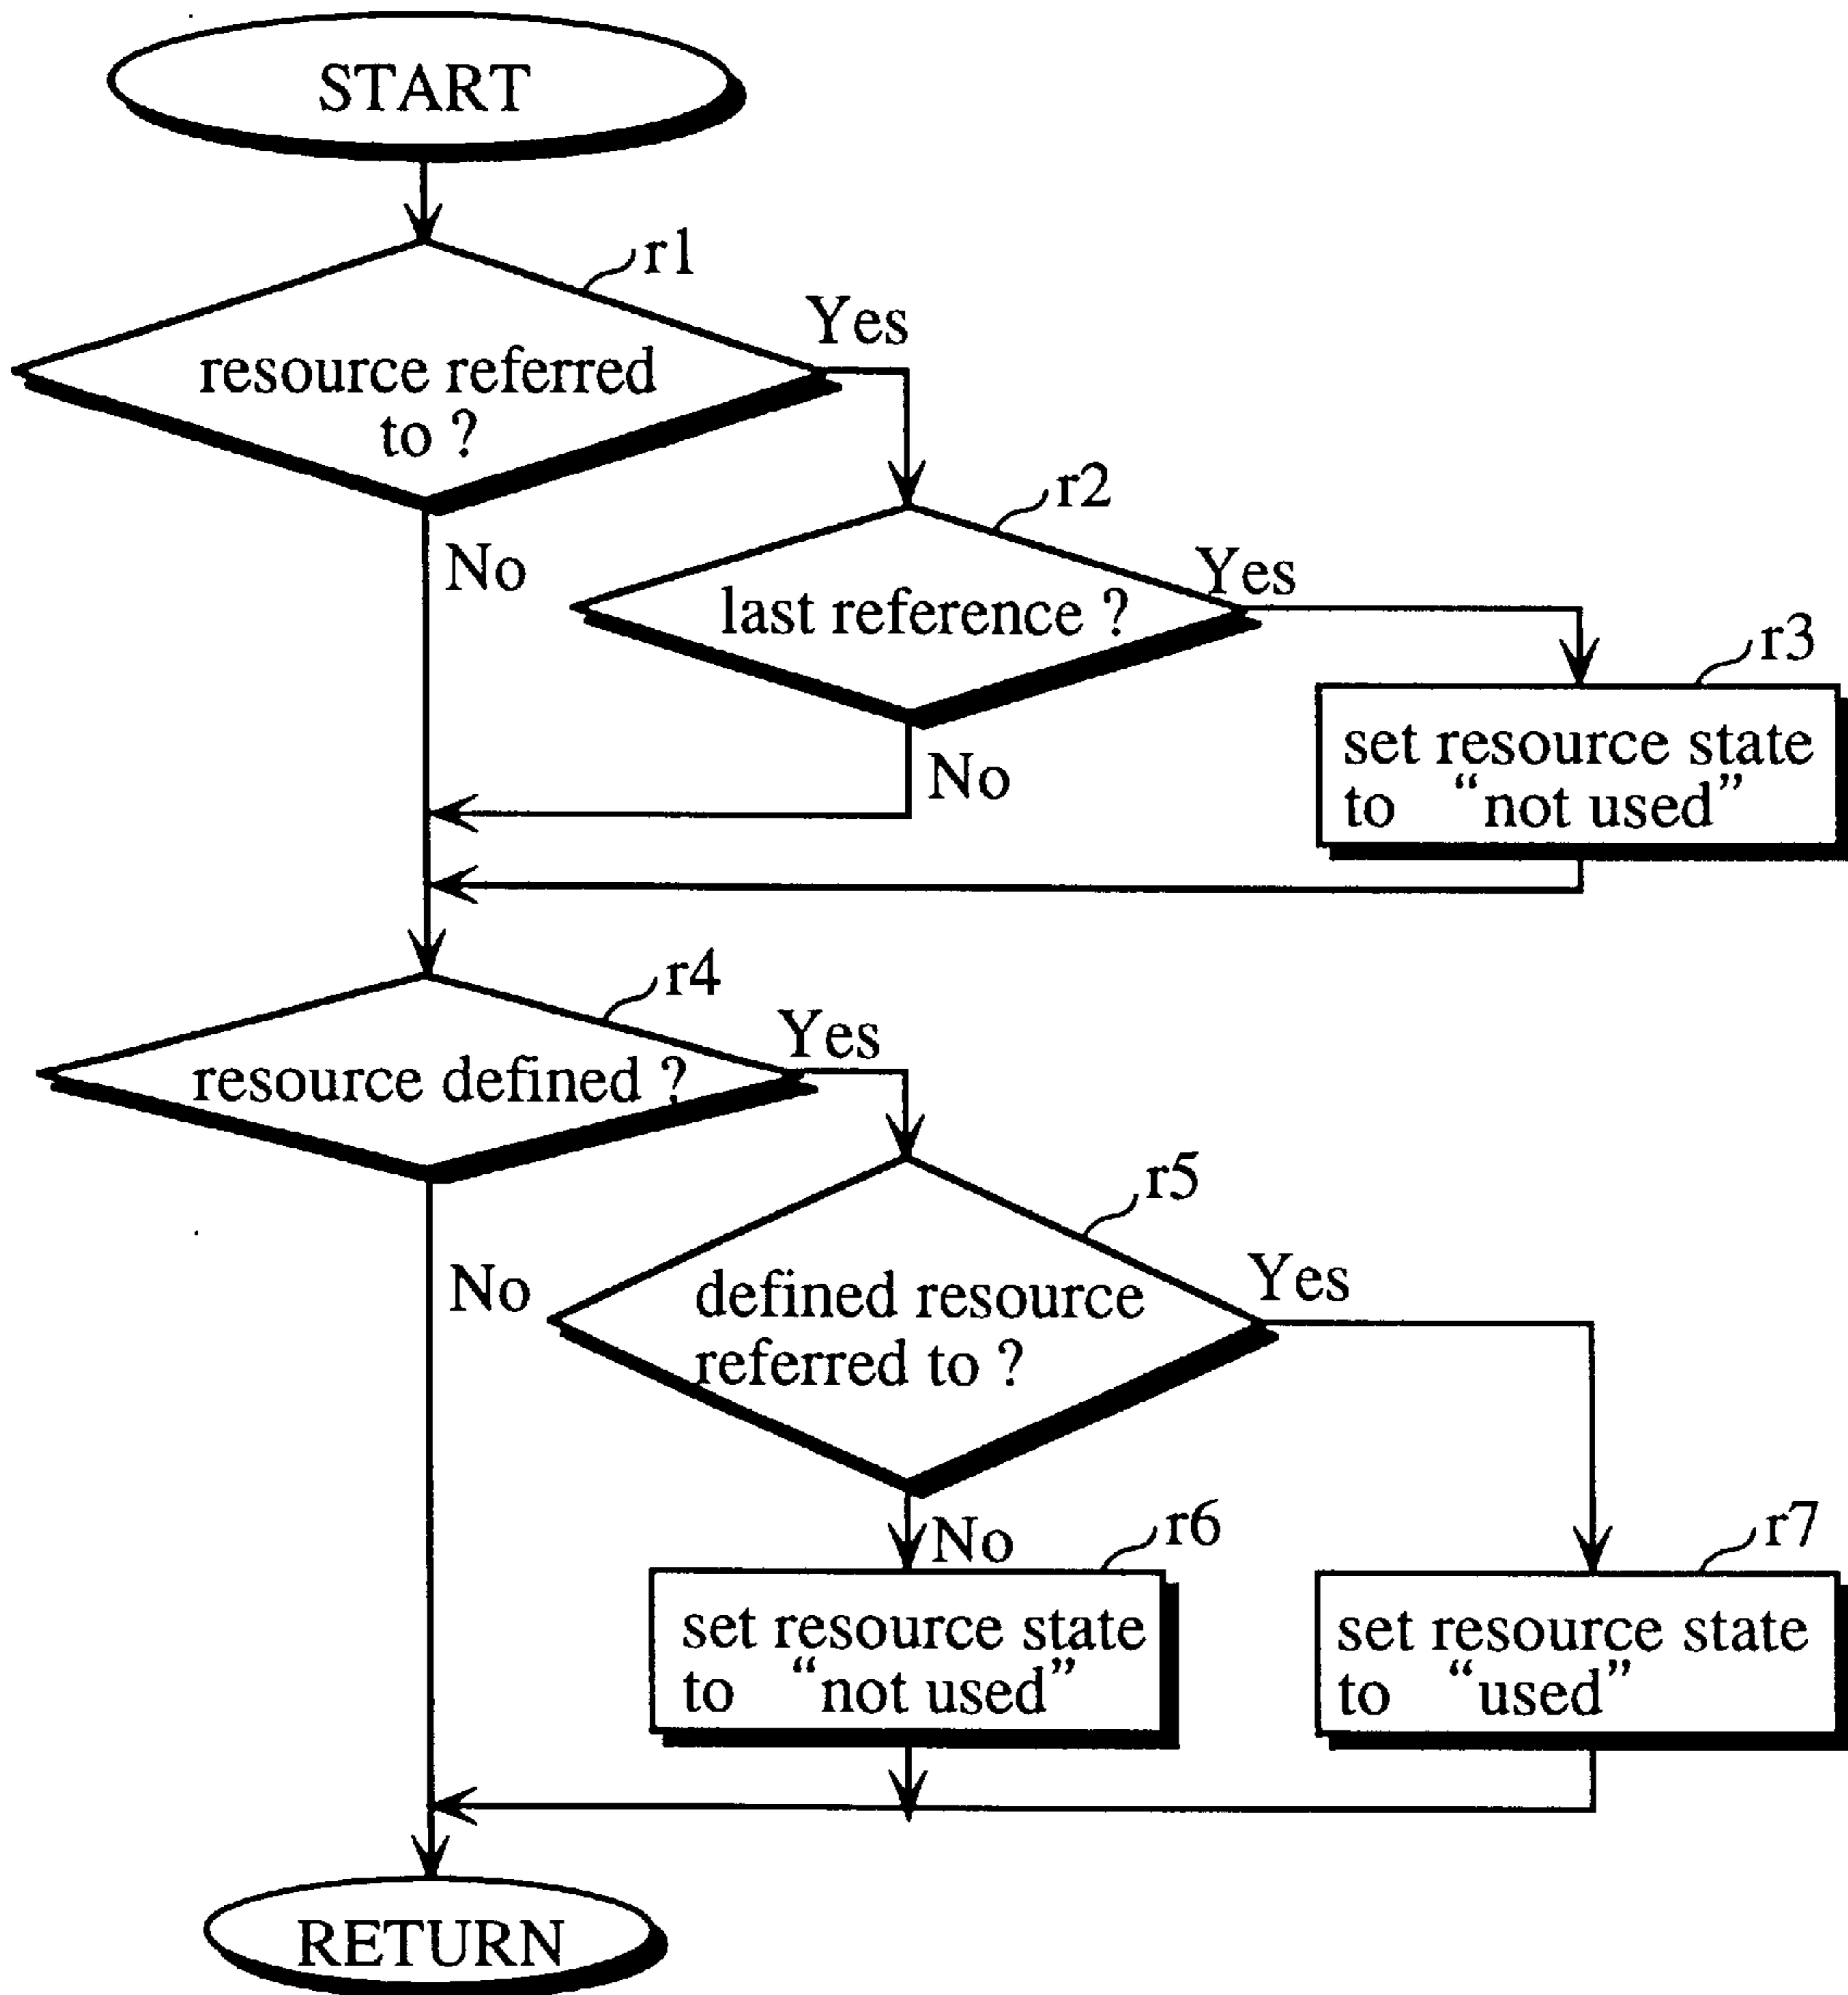 START
r1
Yes
resource referred
to ?
No
r2
Yes
last reference ?
No
r3
set resource state
to “not used”
r4
Yes
resource defined ?
No
r5
Yes
defined resource
referred to ?
No
r6
set resource state
to “not used”
r7
set resource state
to “used”
RETURN